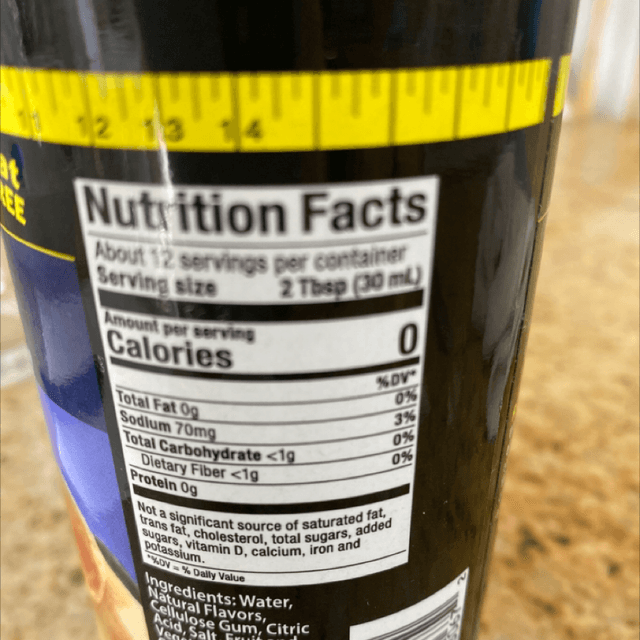 11 12 13 14
at
REE
Nutrition Facts
About 12 servings per container
Serving size 2 Tbsp (30 mL)
Amount per serving
Calories 0
%DV*
Total Fat 0g 0%
Sodium 70mg 3%
Total Carbohydrate <1g 0%
Dietary Fiber <1g 0%
Protein 0g
Not a significant source of saturated fat,
trans fat, cholesterol, total sugars, added
sugars, vitamin D, calcium, iron and
potassium.
*%DV = % Daily Value
Ingredients: Water,
Natural Flavors,
Cellulose Gum, Citric
Acid, Salt,